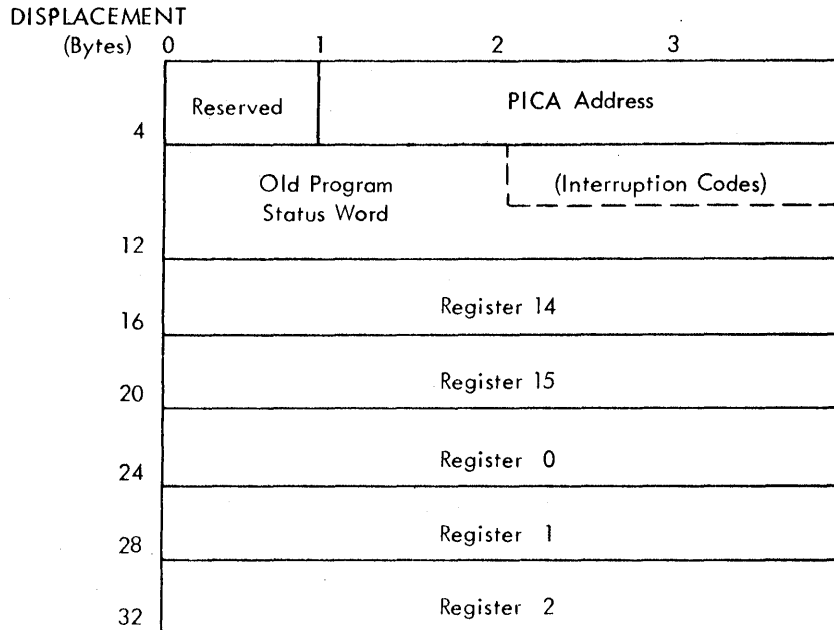 DISPLACEMENT
(Bytes) 0 1 2 3
Reserved PICA Address
4
Old Program (Interruption Codes)
Status Word
12
Register 14
16
Register 15
20
Register 0
24
Register 1
28
Register 2
32